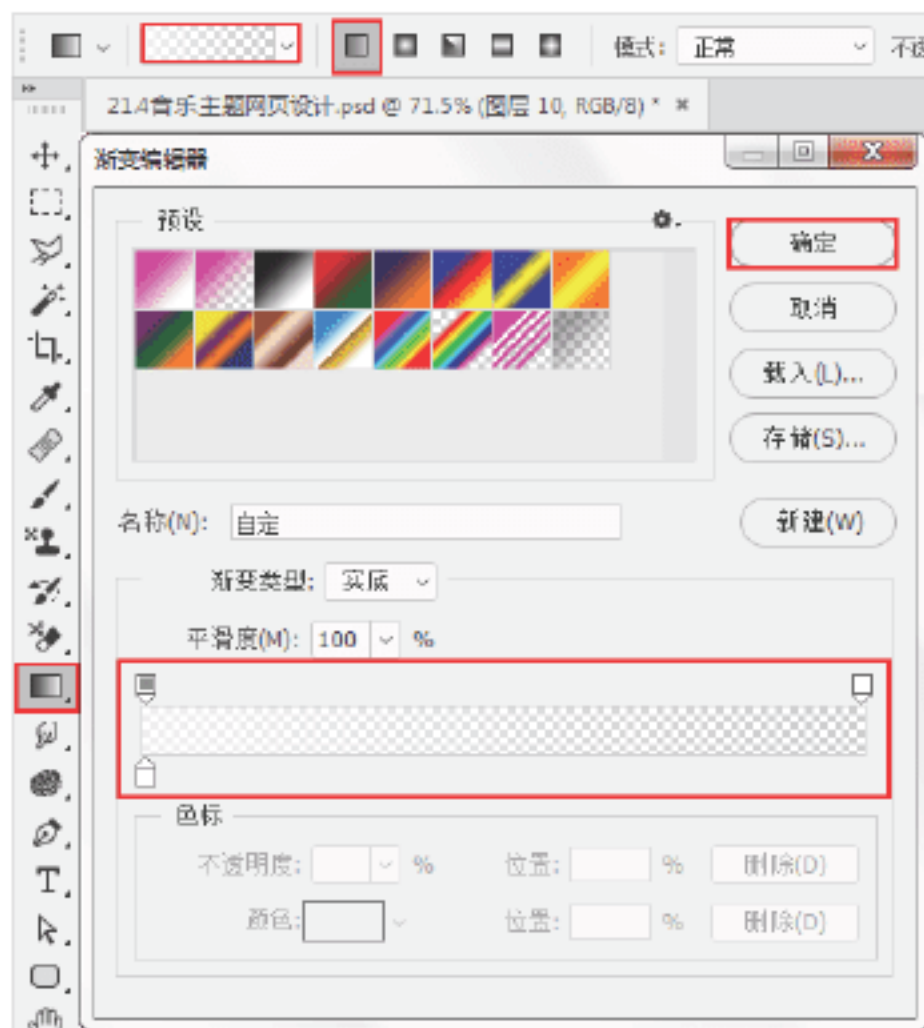 模式: 正常
21.4音乐主题网页设计.psd @ 71.5% (图层 10, RGB/8) *
渐变编辑器
预设
确定
取消
载入(L)...
存储(S)...
名称(N): 自定
新建(W)
渐变类型: 实底
平滑度(M): 100 %
色标
不透明度: % 位置: % 删除(D)
颜色: 位置: % 删除(D)